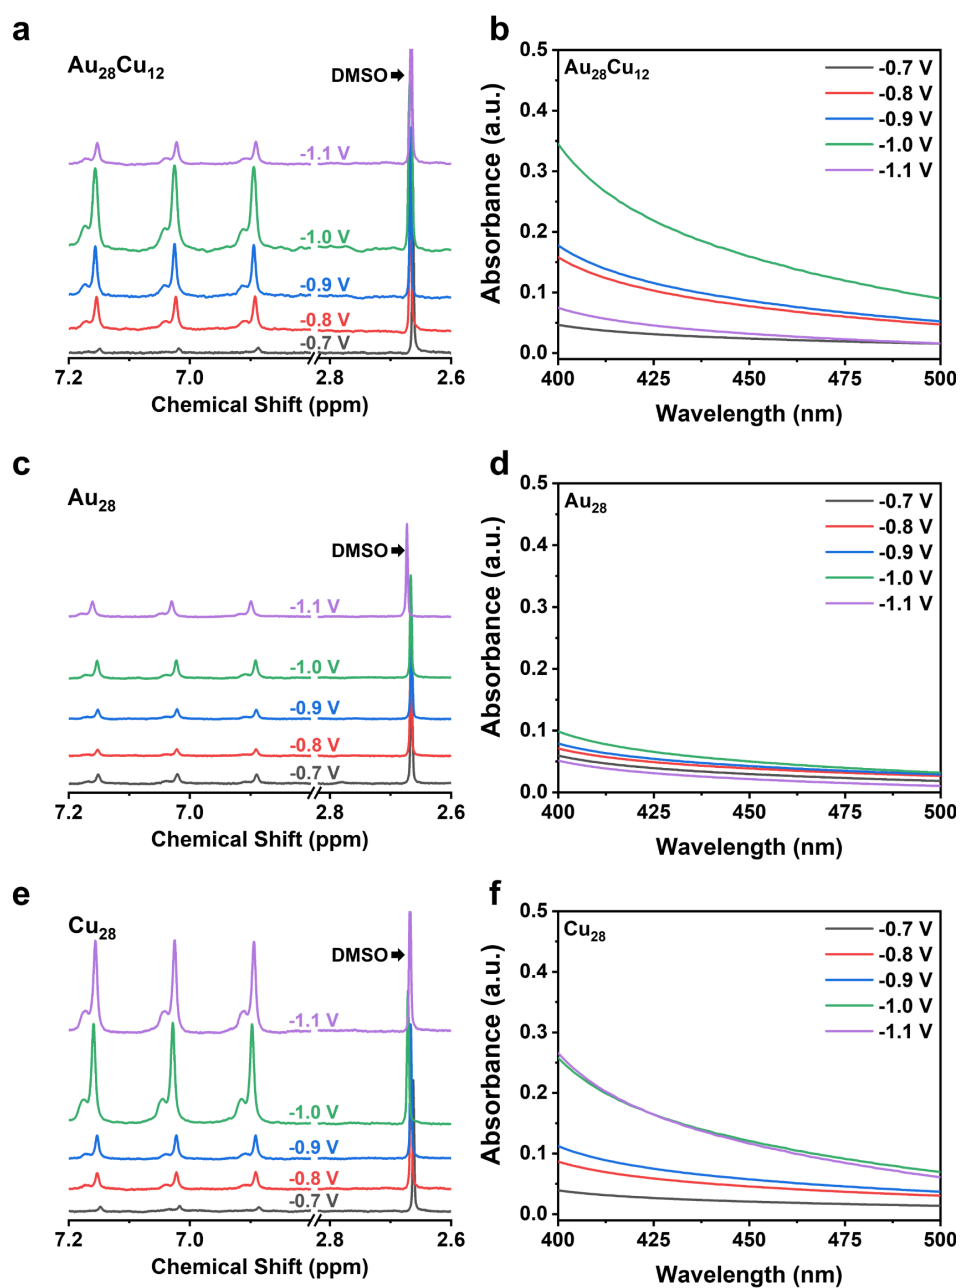 a
Au28Cu12
DMSO
-1.1 V
-1.0 V
-0.9 V
-0.8 V
-0.7 V
7.2 7.0 2.8 2.6
Chemical Shift (ppm)
b
Au28Cu12
-0.7 V
-0.8 V
-0.9 V
-1.0 V
-1.1 V
0.5
0.4
0.3
0.2
0.1
0.0
Absorbance (a.u.)
400 425 450 475 500
Wavelength (nm)
c
Au28
DMSO
-1.1 V
-1.0 V
-0.9 V
-0.8 V
-0.7 V
7.2 7.0 2.8 2.6
Chemical Shift (ppm)
d
Au28
-0.7 V
-0.8 V
-0.9 V
-1.0 V
-1.1 V
0.5
0.4
0.3
0.2
0.1
0.0
Absorbance (a.u.)
400 425 450 475 500
Wavelength (nm)
e
Cu28
DMSO
-1.1 V
-1.0 V
-0.9 V
-0.8 V
-0.7 V
7.2 7.0 2.8 2.6
Chemical Shift (ppm)
f
Cu28
-0.7 V
-0.8 V
-0.9 V
-1.0 V
-1.1 V
0.5
0.4
0.3
0.2
0.1
0.0
Absorbance (a.u.)
400 425 450 475 500
Wavelength (nm)